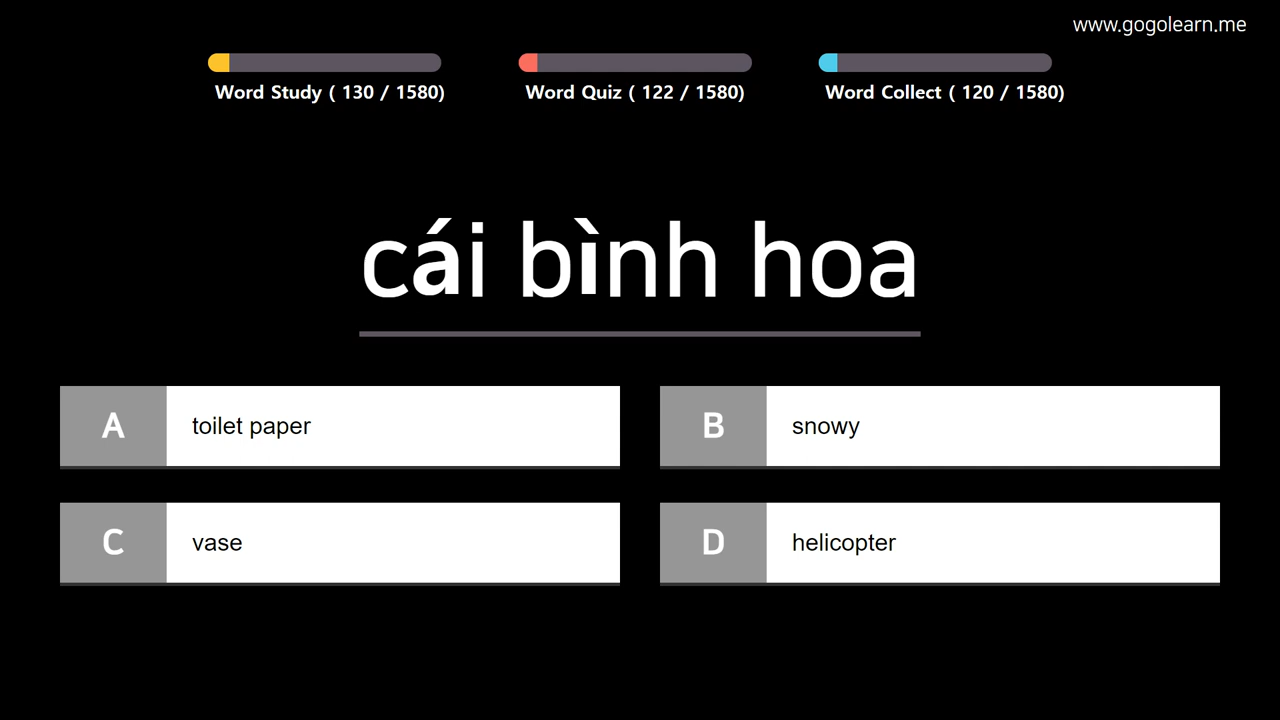 www.gogolearn.me
Word Study ( 130 / 1580)
Word Quiz ( 122 / 1580)
Word Collect ( 120 / 1580)
cái bình hoa
A toilet paper
B snowy
C vase
D helicopter